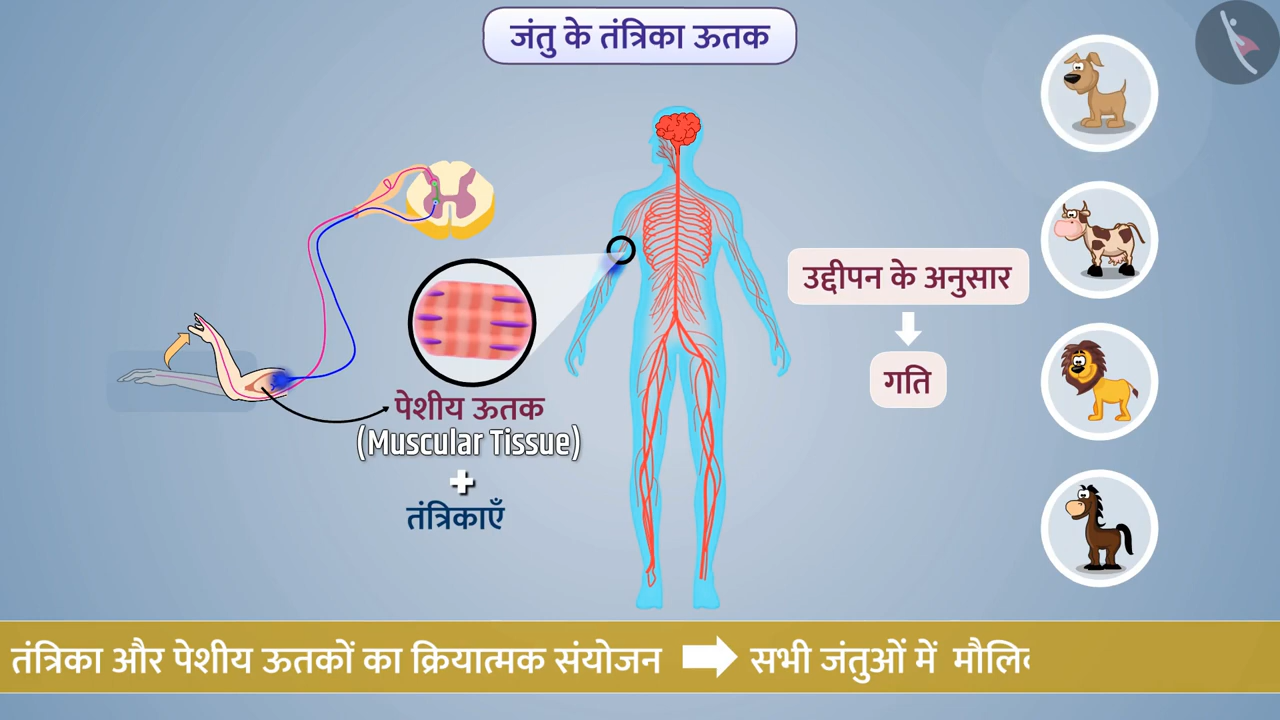 जंतु के तंत्रिका ऊतक
उद्दीपन के अनुसार
गति
पेशीय ऊतक
(Muscular Tissue)
+
तंत्रिकाएँ
तंत्रिका और पेशीय ऊतकों का क्रियात्मक संयोजन ➡ सभी जंतुओं में